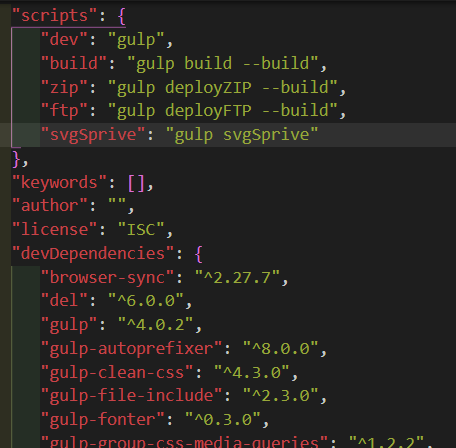 "scripts": {
"dev": "gulp",
"build": "gulp build --build",
"zip": "gulp deployZIP --build",
"ftp": "gulp deployFTP --build",
"svgSprive": "gulp svgSprive"
},
"keywords": [],
"author": "",
"license": "ISC",
"devDependencies": {
"browser-sync": "^2.27.7",
"del": "^6.0.0",
"gulp": "^4.0.2",
"gulp-autoprefixer": "^8.0.0",
"gulp-clean-css": "^4.3.0",
"gulp-file-include": "^2.3.0",
"gulp-fonter": "^0.3.0",
"gulp-group-css-media-queries": "^1.2.2",